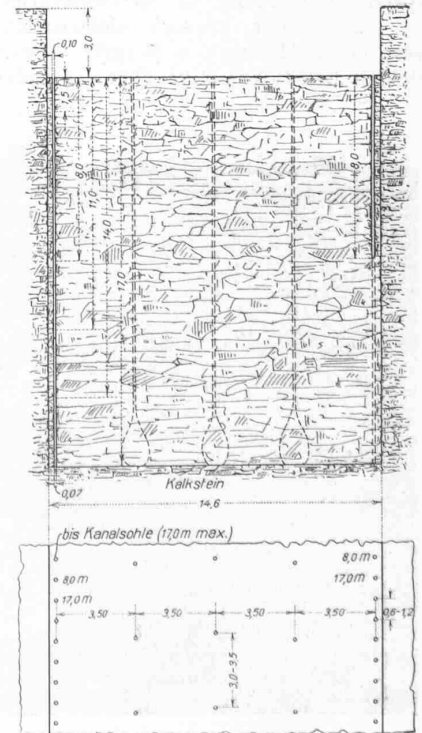 0,10
3,0
1,5
8,0
11,0
14,0
17,0
8,0
0,07
Kalkstein
14,6
bis Kanalsohle (17,0m max.)
8,0 m
8,0 m
17,0 m
17,0 m
3,50
3,50
3,50
3,50
0,6-1,2
3,0-9,5